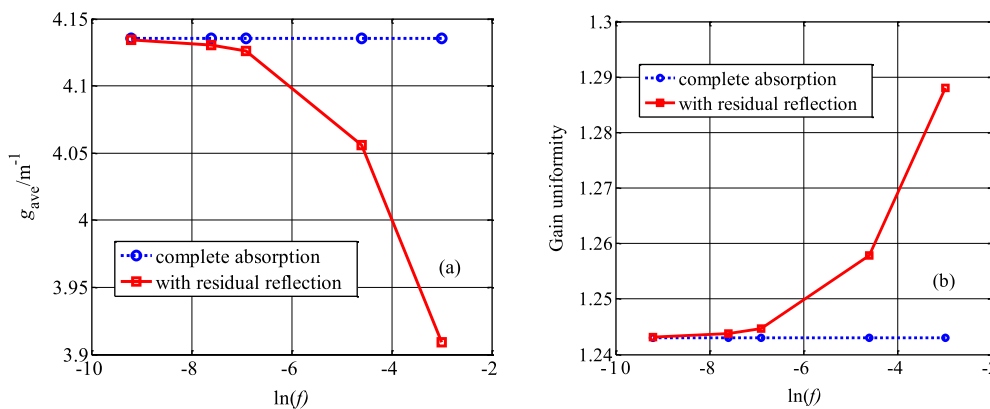 4.15
4.1
4.05
4
3.95
3.9
g_ave/m^-1
complete absorption
with residual reflection
(a)
-10 -8 -6 -4 -2
ln(f)
1.3
1.29
1.28
1.27
1.26
1.25
1.24
Gain uniformity
complete absorption
with residual reflection
(b)
-10 -8 -6 -4 -2
ln(f)